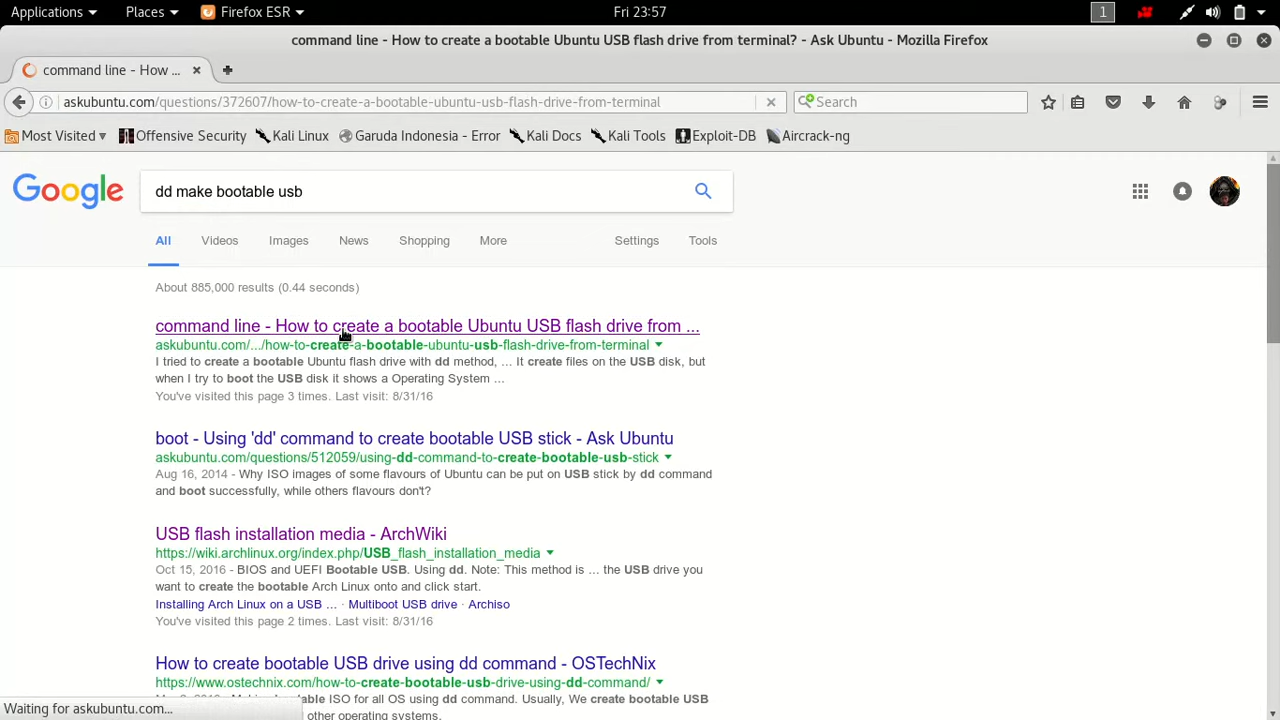 Applications Places Firefox ESR Fri 23:57 1
command line - How to create a bootable Ubuntu USB flash drive from terminal? - Ask Ubuntu - Mozilla Firefox
command line - How ...
askubuntu.com/questions/372607/how-to-create-a-bootable-ubuntu-usb-flash-drive-from-terminal Search
Most Visited Offensive Security Kali Linux Garuda Indonesia - Error Kali Docs Kali Tools Exploit-DB Aircrack-ng
Google dd make bootable usb
All Videos Images News Shopping More Settings Tools
About 885,000 results (0.44 seconds)
command line - How to create a bootable Ubuntu USB flash drive from ...
askubuntu.com/.../how-to-create-a-bootable-ubuntu-usb-flash-drive-from-terminal
I tried to create a bootable Ubuntu flash drive with dd method, ... It create files on the USB disk, but
when I try to boot the USB disk it shows a Operating System ...
You've visited this page 3 times. Last visit: 8/31/16
boot - Using 'dd' command to create bootable USB stick - Ask Ubuntu
askubuntu.com/questions/512059/using-dd-command-to-create-bootable-usb-stick
Aug 16, 2014 - Why ISO images of some flavours of Ubuntu can be put on USB stick by dd command
and boot successfully, while others flavours don't?
USB flash installation media - ArchWiki
https://wiki.archlinux.org/index.php/USB_flash_installation_media
Oct 15, 2016 - BIOS and UEFI Bootable USB. Using dd. Note: This method is ... the USB drive you
want to create the bootable Arch Linux onto and click start.
Installing Arch Linux on a USB ... · Multiboot USB drive · Archiso
You've visited this page 2 times. Last visit: 8/31/16
How to create bootable USB drive using dd command - OSTechNix
https://www.ostechnix.com/how-to-create-bootable-usb-drive-using-dd-command/
ISO for all OS using dd command. Usually, We create bootable USB
Waiting for askubuntu.com... other operating systems.